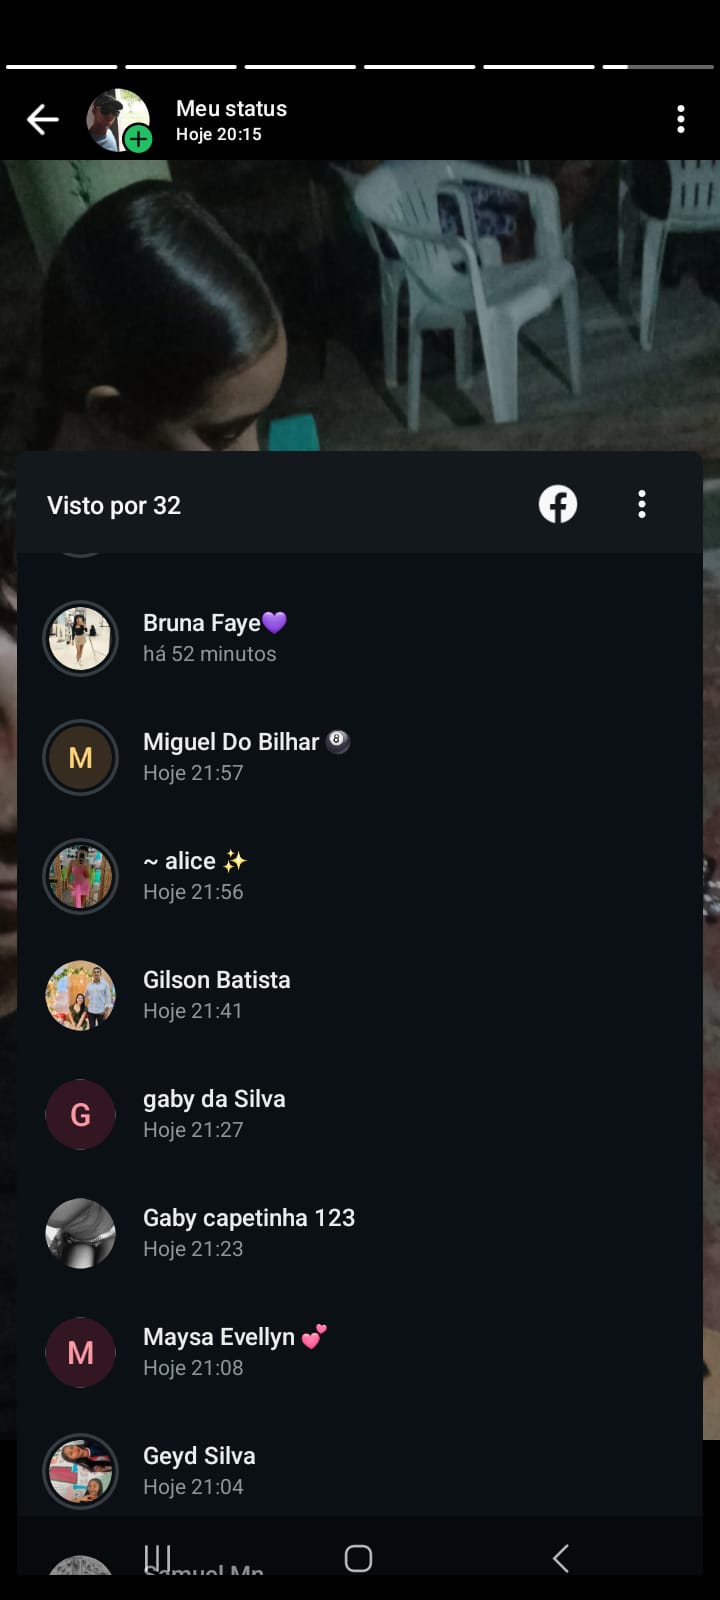 Meu status
Hoje 20:15
Visto por 32
Bruna Faye💜
há 52 minutos
M
Miguel Do Bilhar 🎱
Hoje 21:57
~ alice ✨
Hoje 21:56
Gilson Batista
Hoje 21:41
G
gaby da Silva
Hoje 21:27
Gaby capetinha 123
Hoje 21:23
M
Maysa Evellyn 💕
Hoje 21:08
Geyd Silva
Hoje 21:04
Samuel Mn